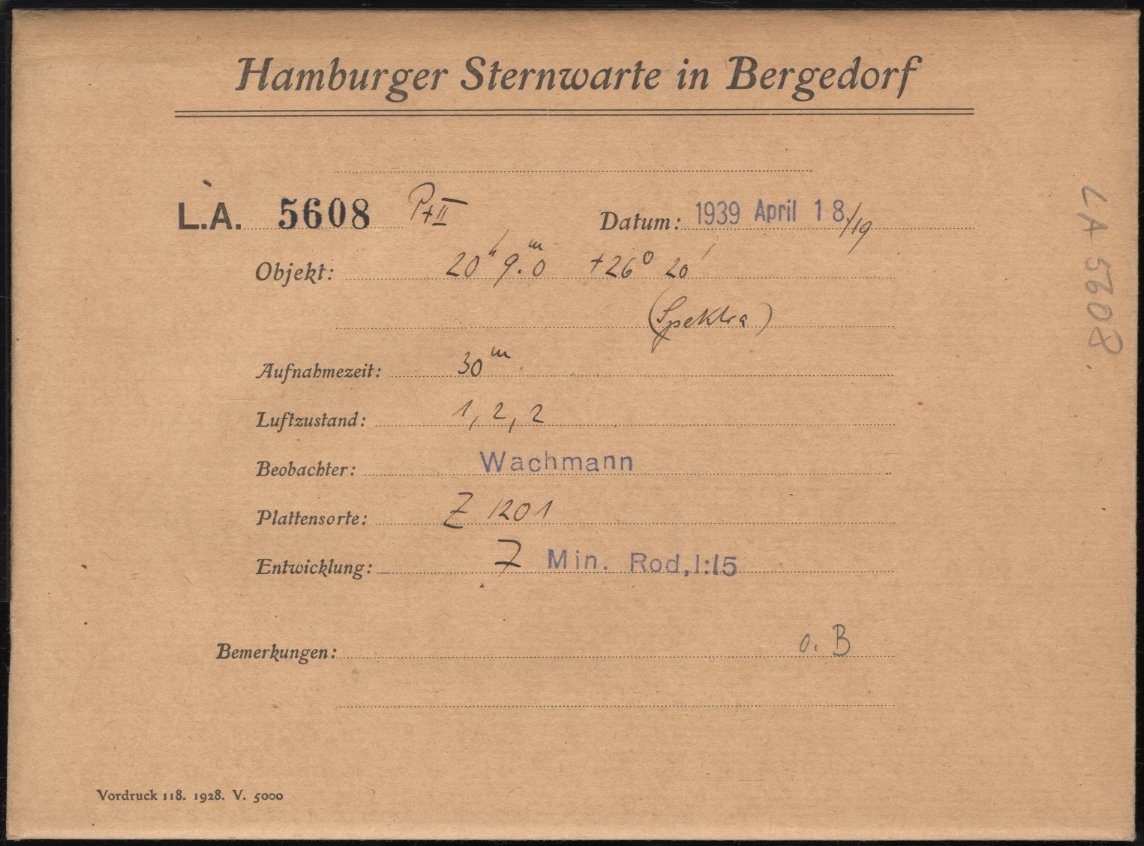 Hamburger Sternwarte in Bergedorf
L.A. 5608 P+II Datum: 1939 April 18/19
Objekt: 20ʰ 9.ᵐ0 +26° 20′
(Spektra)
Aufnahmezeit: 30ᵐ
Luftzustand: 1, 2, 2
Beobachter: Wachmann
Plattensorte: Z 1201
Entwicklung: 7 Min. Rod,1:15
Bemerkungen: o. B
Vordruck 118. 1928. V. 5000
LA 5608